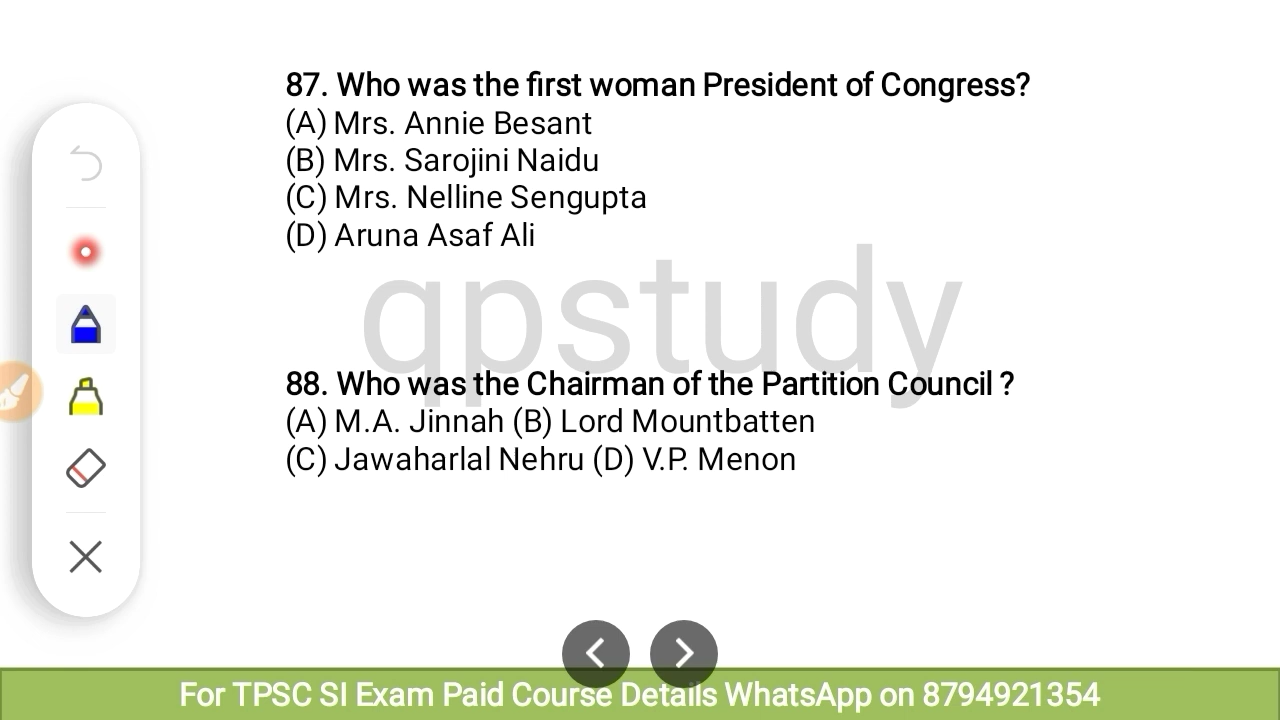 87. Who was the first woman President of Congress?
(A) Mrs. Annie Besant
(B) Mrs. Sarojini Naidu
(C) Mrs. Nelline Sengupta
(D) Aruna Asaf Ali
qpstudy
88. Who was the Chairman of the Partition Council ?
(A) M.A. Jinnah (B) Lord Mountbatten
(C) Jawaharlal Nehru (D) V.P. Menon
For TPSC SI Exam Paid Course Details WhatsApp on 8794921354